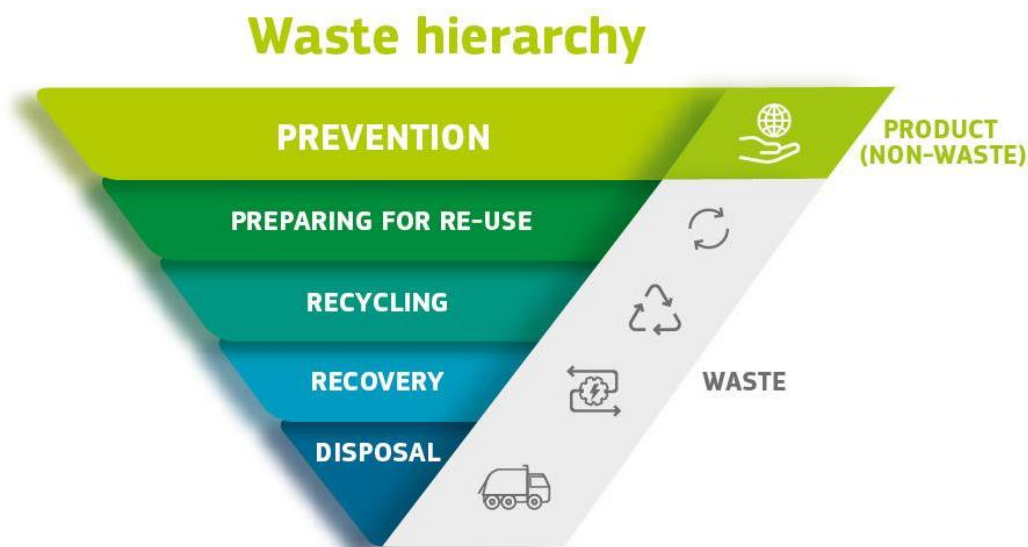 Waste hierarchy
PREVENTION
PRODUCT
(NON-WASTE)
PREPARING FOR RE-USE
RECYCLING
RECOVERY
WASTE
DISPOSAL